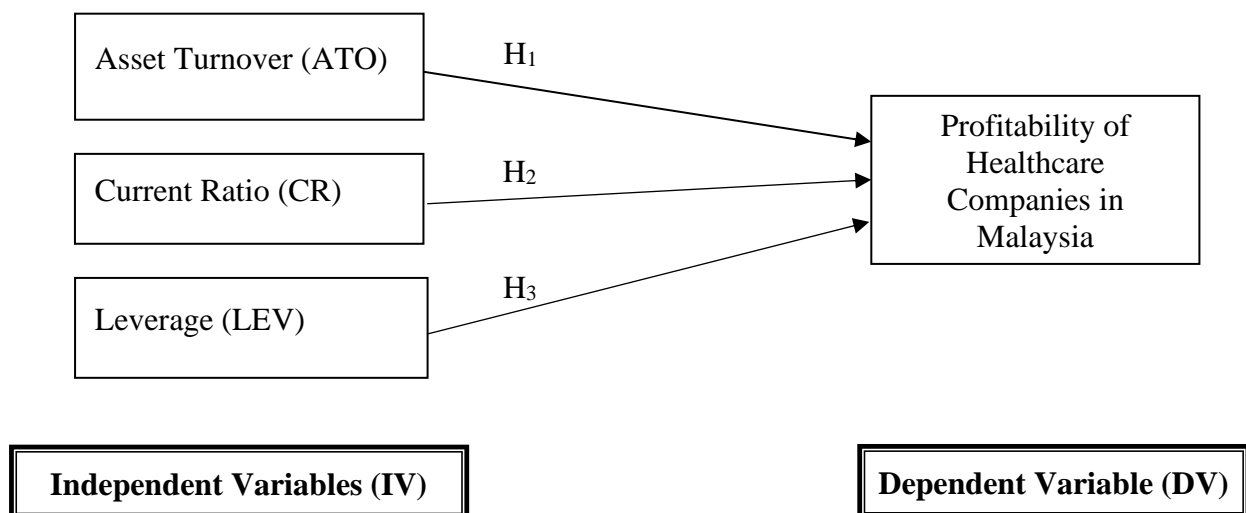 Asset Turnover (ATO)
H1
Current Ratio (CR)
H2
Leverage (LEV)
H3
Profitability of
Healthcare
Companies in
Malaysia
Independent Variables (IV)
Dependent Variable (DV)